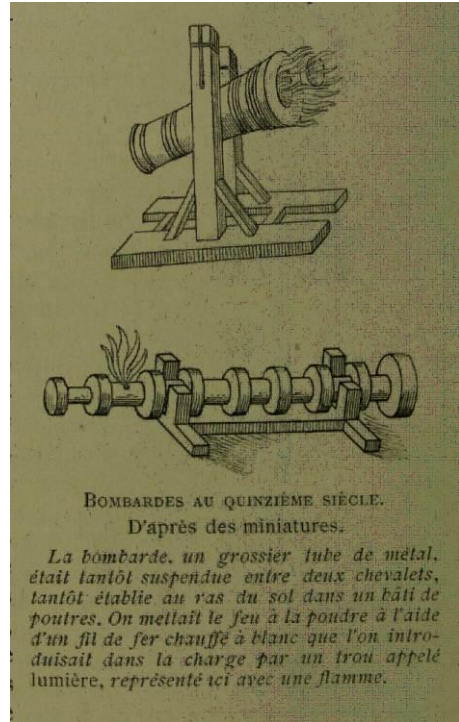 BOMBARDES AU QUINZIÈME SIÈCLE.
D'après des miniatures.
La bombarde, un grossier tube de métal,
était tantôt suspendue entre deux chevalets,
tantôt établie au ras du sol dans un bâti de
poutres. On mettait le feu à la poudre à l'aide
d'un fil de fer chauffé à blanc que l'on intro-
duisait dans la charge par un trou appelé
lumière, représenté ici avec une flamme.